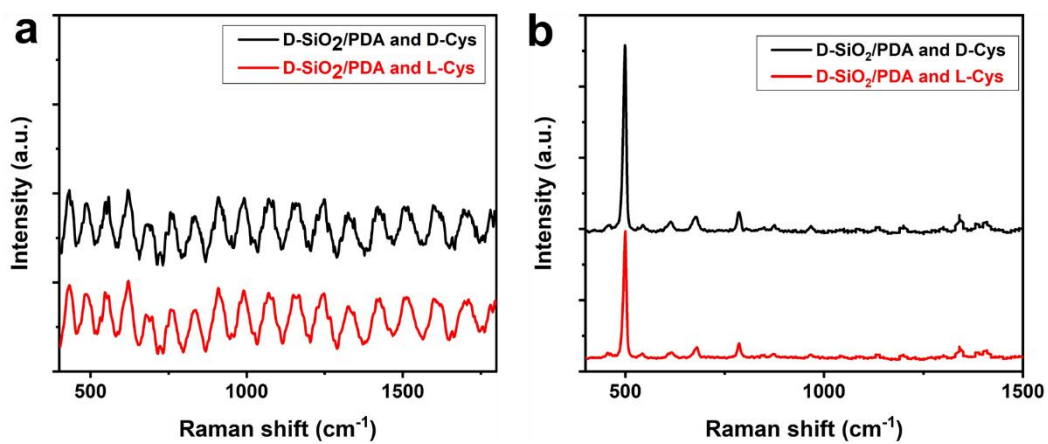 a
D-SiO2/PDA and D-Cys
D-SiO2/PDA and L-Cys
Intensity (a.u.)
500
1000
1500
Raman shift (cm⁻¹)
b
D-SiO₂/PDA and D-Cys
D-SiO₂/PDA and L-Cys
Intensity (a.u.)
500
1000
1500
Raman shift (cm⁻¹)